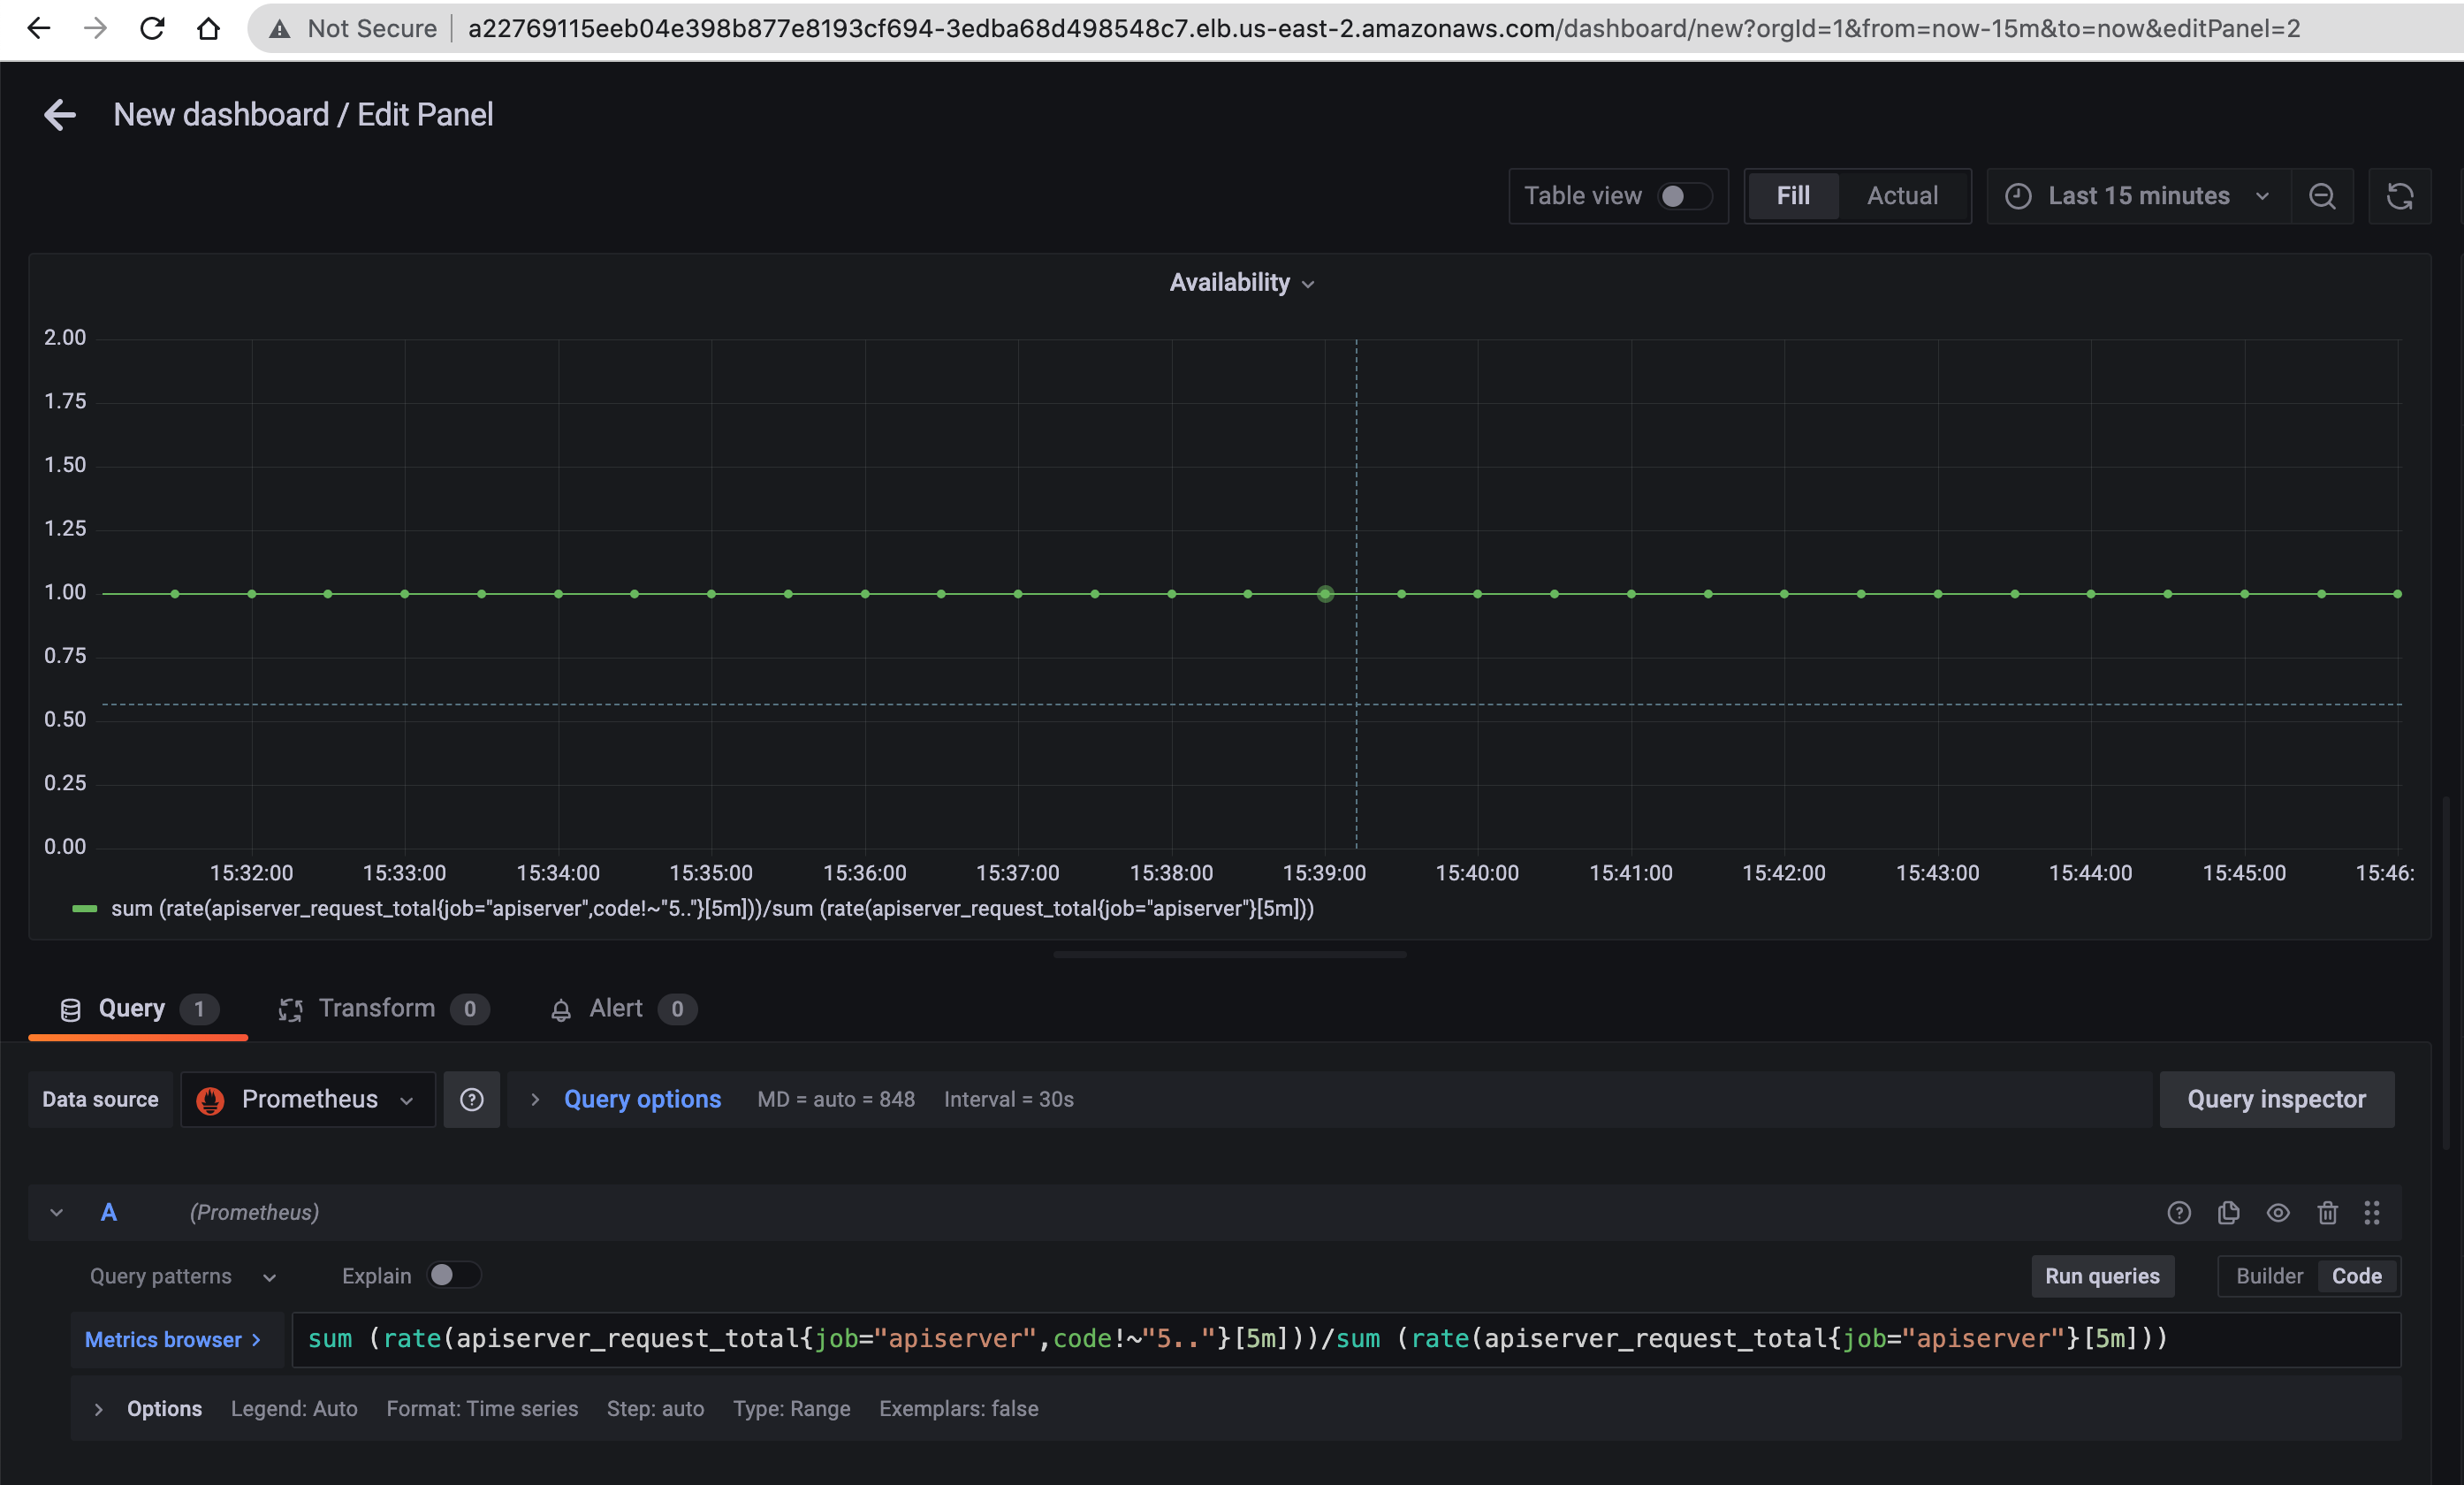 Not Secure | a22769115eeb04e398b877e8193cf694-3edba68d498548c7.elb.us-east-2.amazonaws.com/dashboard/new?orgId=1&from=now-15m&to=now&editPanel=2
New dashboard / Edit Panel
Table view Fill Actual Last 15 minutes
Availability
2.00
1.75
1.50
1.25
1.00
0.75
0.50
0.25
0.00
15:32:00 15:33:00 15:34:00 15:35:00 15:36:00 15:37:00 15:38:00 15:39:00 15:40:00 15:41:00 15:42:00 15:43:00 15:44:00 15:45:00 15:46:
sum (rate(apiserver_request_total{job="apiserver",code!~"5.."}[5m]))/sum (rate(apiserver_request_total{job="apiserver"}[5m]))
Query 1 Transform 0 Alert 0
Data source Prometheus Query options MD = auto = 848 Interval = 30s Query inspector
A (Prometheus)
Query patterns Explain Run queries Builder Code
Metrics browser > sum (rate(apiserver_request_total{job="apiserver",code!~"5.."}[5m]))/sum (rate(apiserver_request_total{job="apiserver"}[5m]))
Options Legend: Auto Format: Time series Step: auto Type: Range Exemplars: false